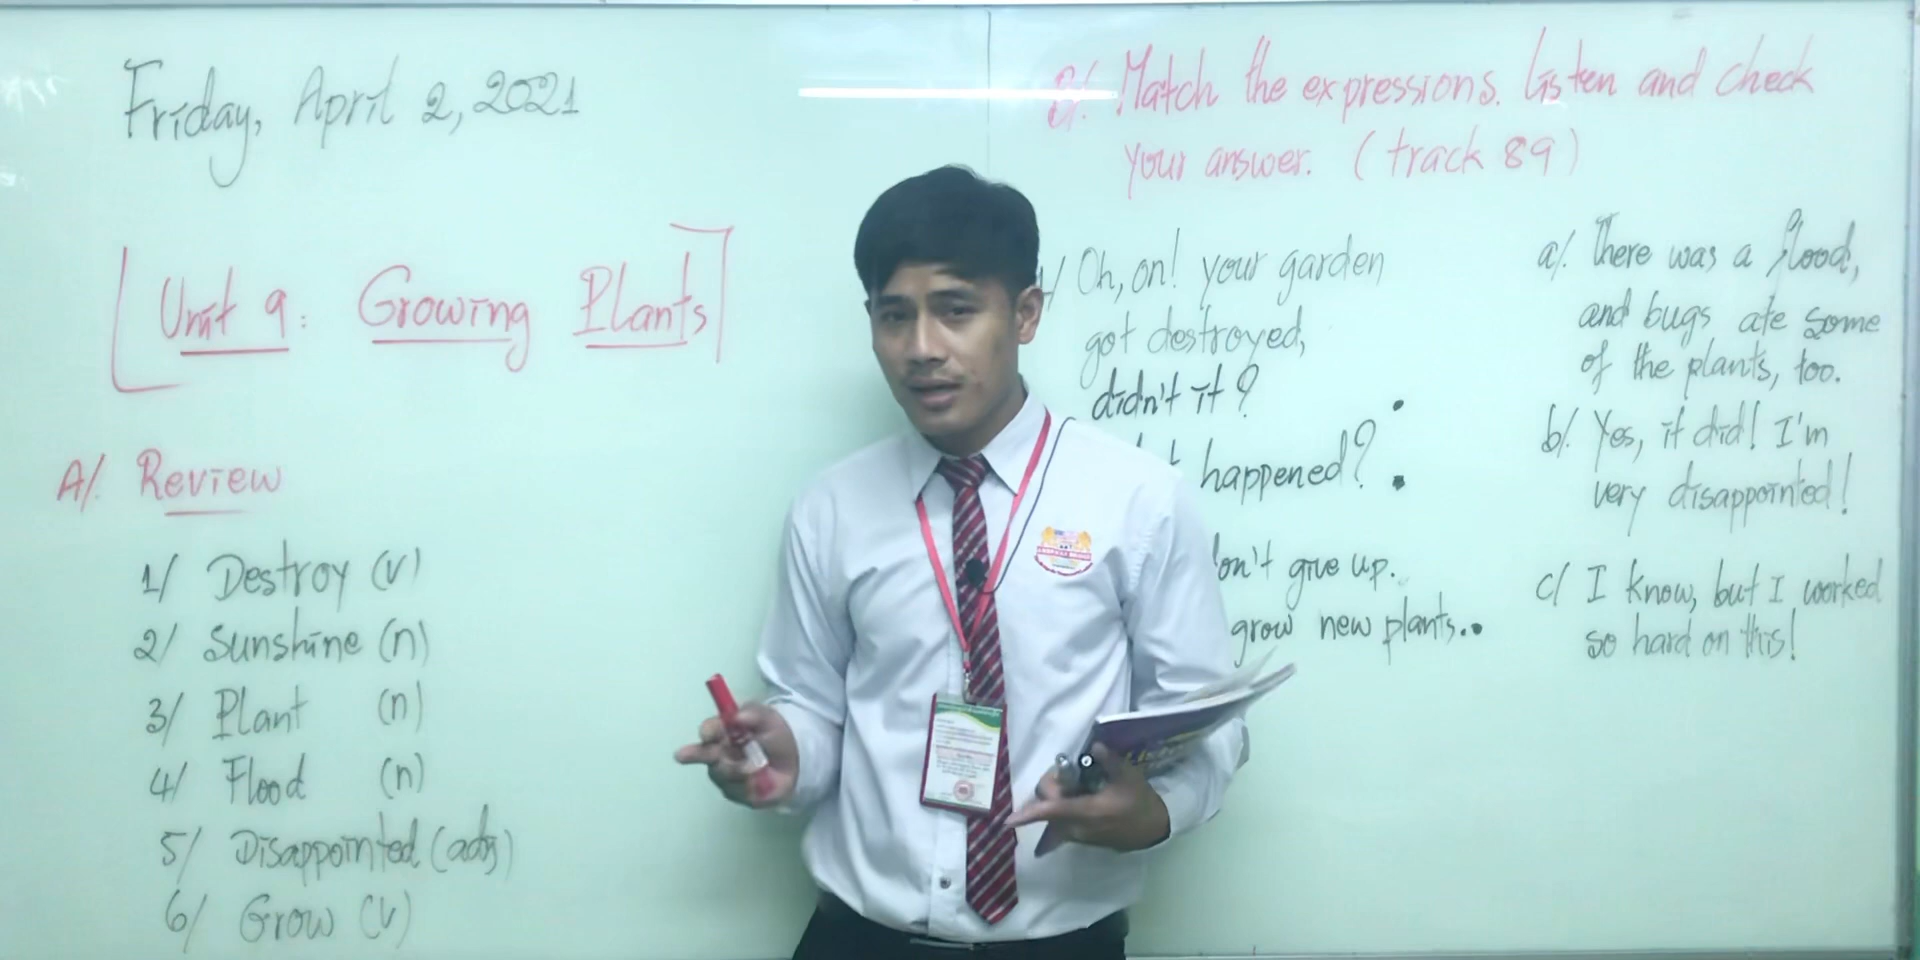 Friday, April 2, 2021
[Unit 9: Growing Plants]
A/. Review
1/ Destroy (v)
2/ Sunshine (n)
3/ Plant (n)
4/ Flood (n)
5/ Disappointed (adj)
6/ Grow (v)
B/. Match the expressions. Listen and check
your answer. (track 89)
1/ Oh, on! your garden
got destroyed,
didn't it?
happened?
on't give up.
grow new plants..
a/. There was a flood,
and bugs ate some
of the plants, too.
b/. Yes, it did! I'm
very disappointed!
c/ I know, but I worked
so hard on this!